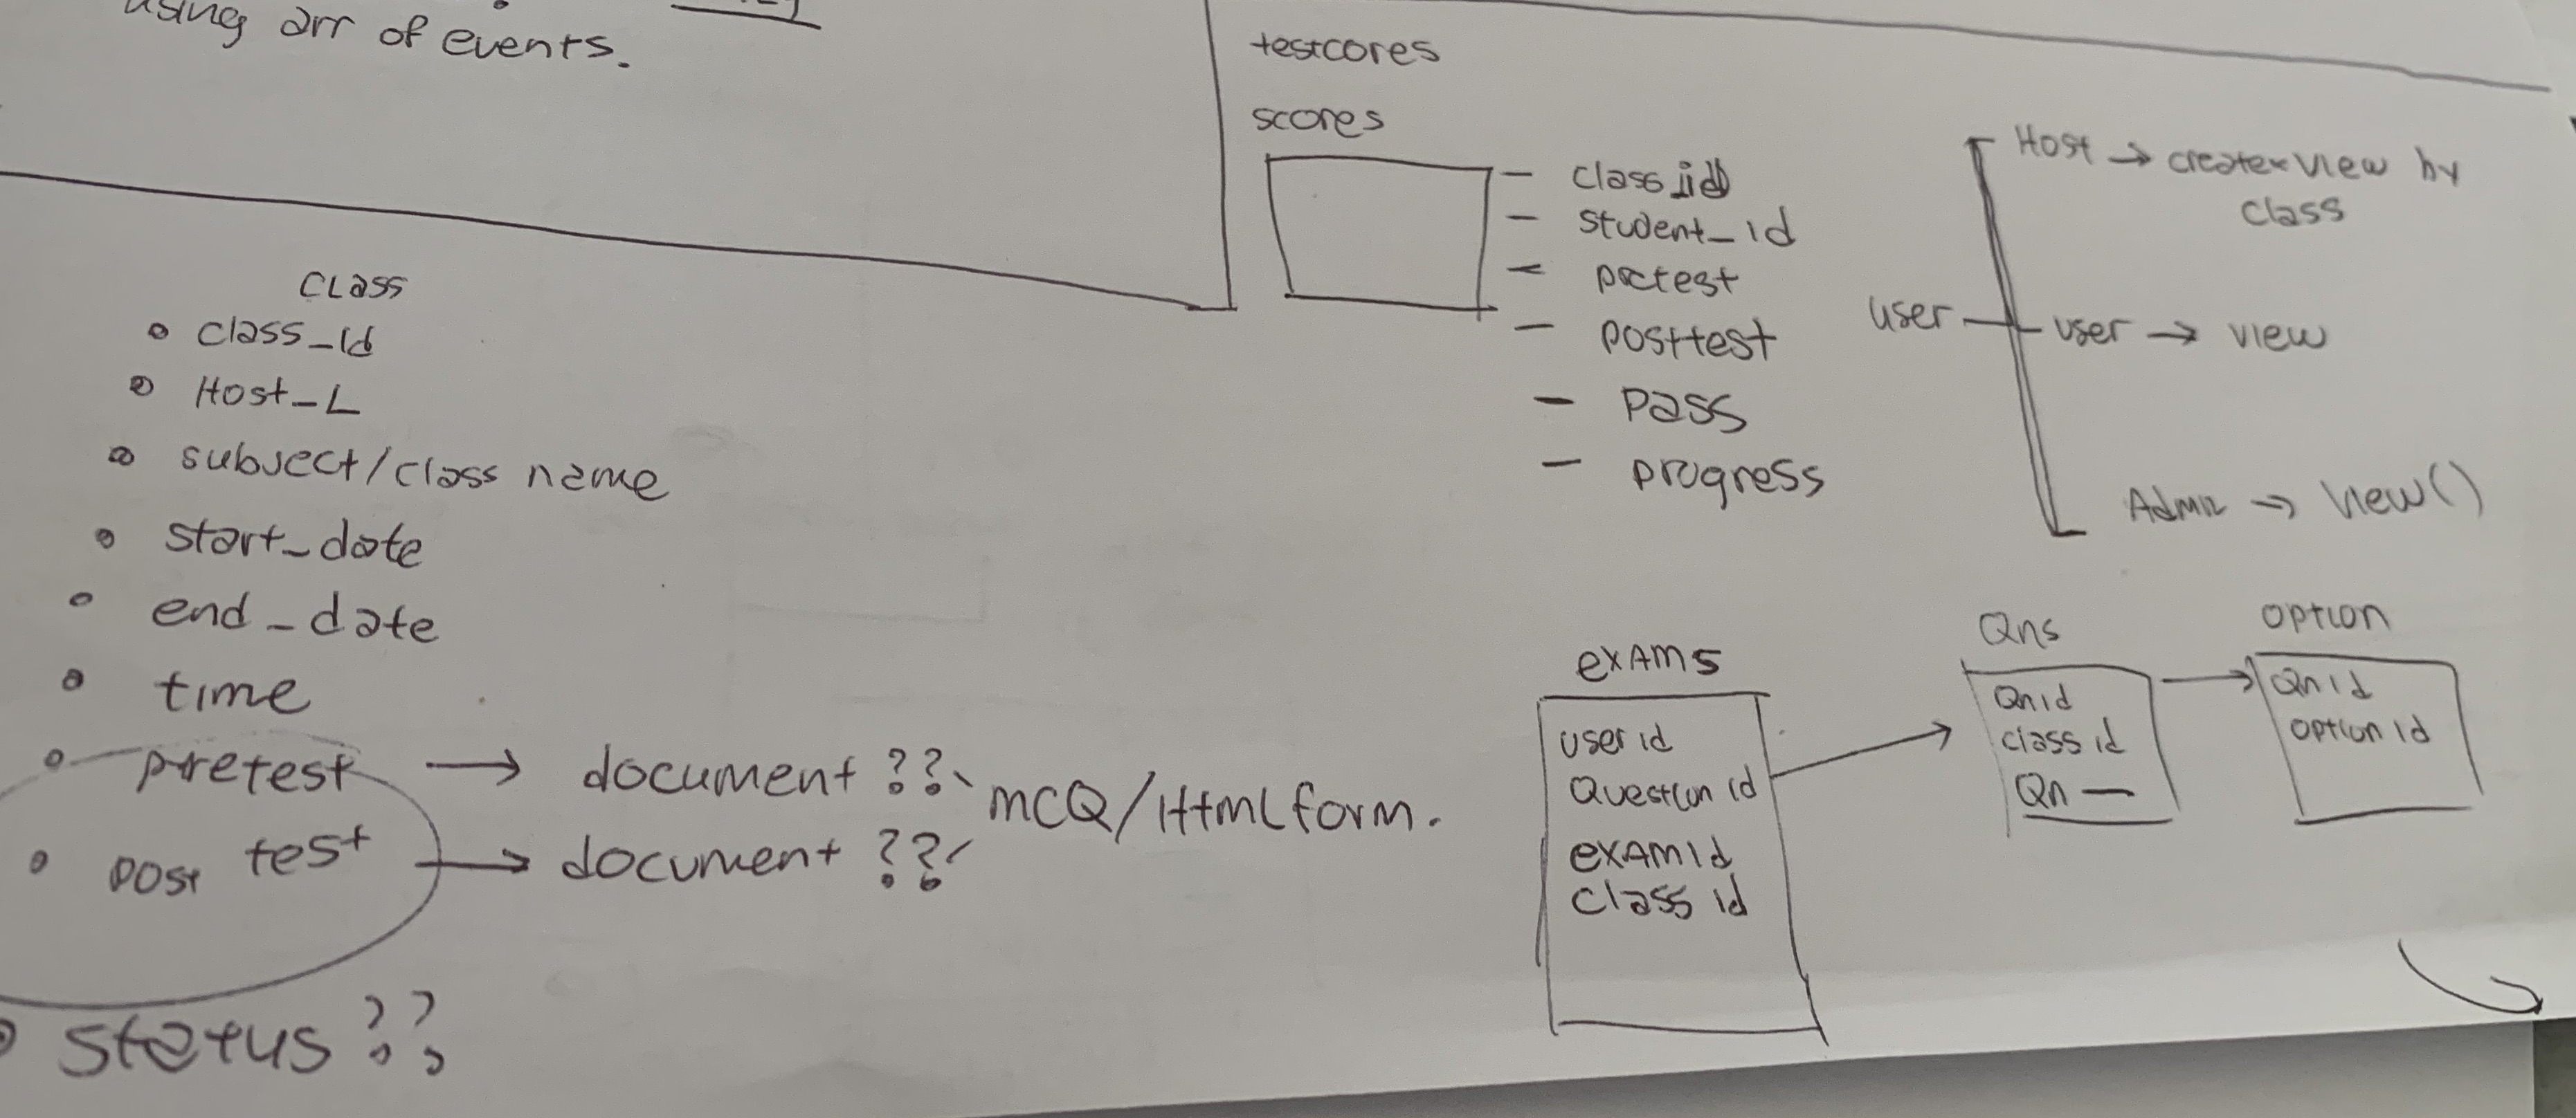 using arr of events.
testcores
scores
- class_id
- student_id
- pretest
- posttest
- pass
- progress
user
Host → create view by
class
user → view
Admin → view()
CLass
class_id
Host_L
subject/class name
start_date
end_date
time
pretest → document ??
post test → document ??
MCQ/Html form.
status ??
exams
user id
Question id
exam id
class id
Qns
Qn id
class id
Qn —
option
Qn id
option id